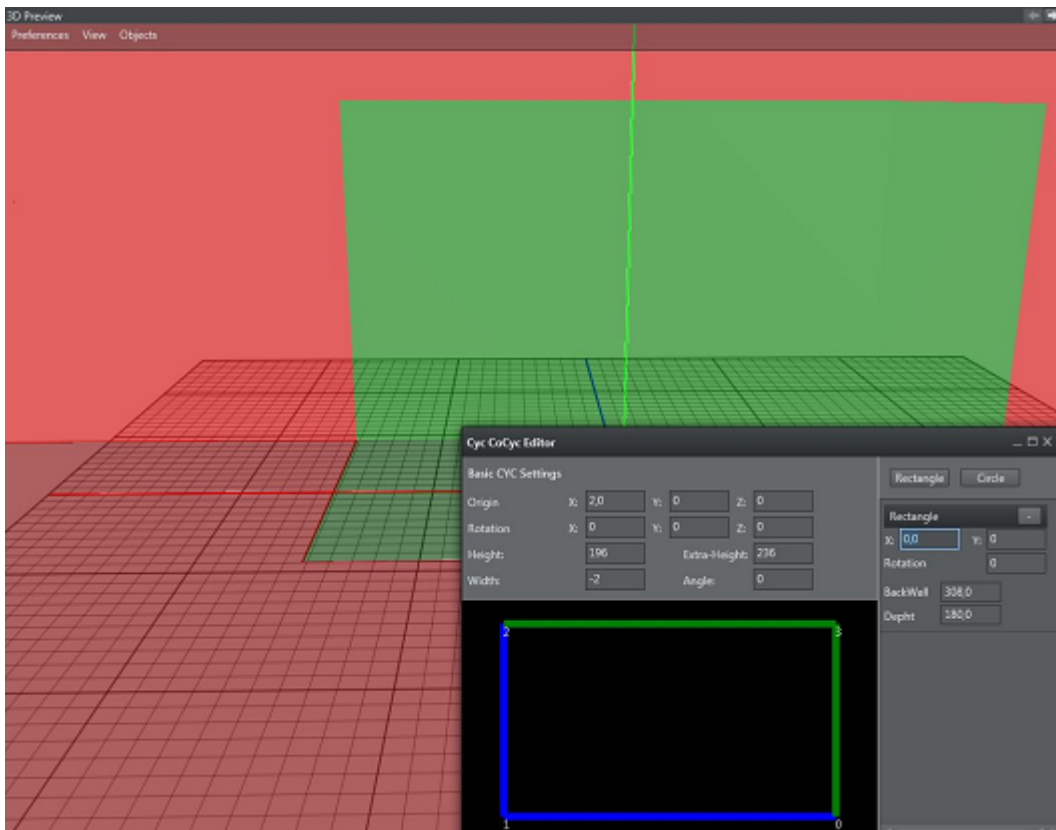 3D Preview
Preferences View Objects
Cyc CoCyc Editor
Basic CYC Settings
Rectangle Circle
Origin X: 2,0 Y: 0 Z: 0
Rectangle -
Rotation X: 0 Y: 0 Z: 0
X: 0,0 Y: 0
Height: 196 Extra-Height: 236
Rotation 0
Width: -2 Angle: 0
BackWall 308,0
Depht 180,0
2 3
1 0